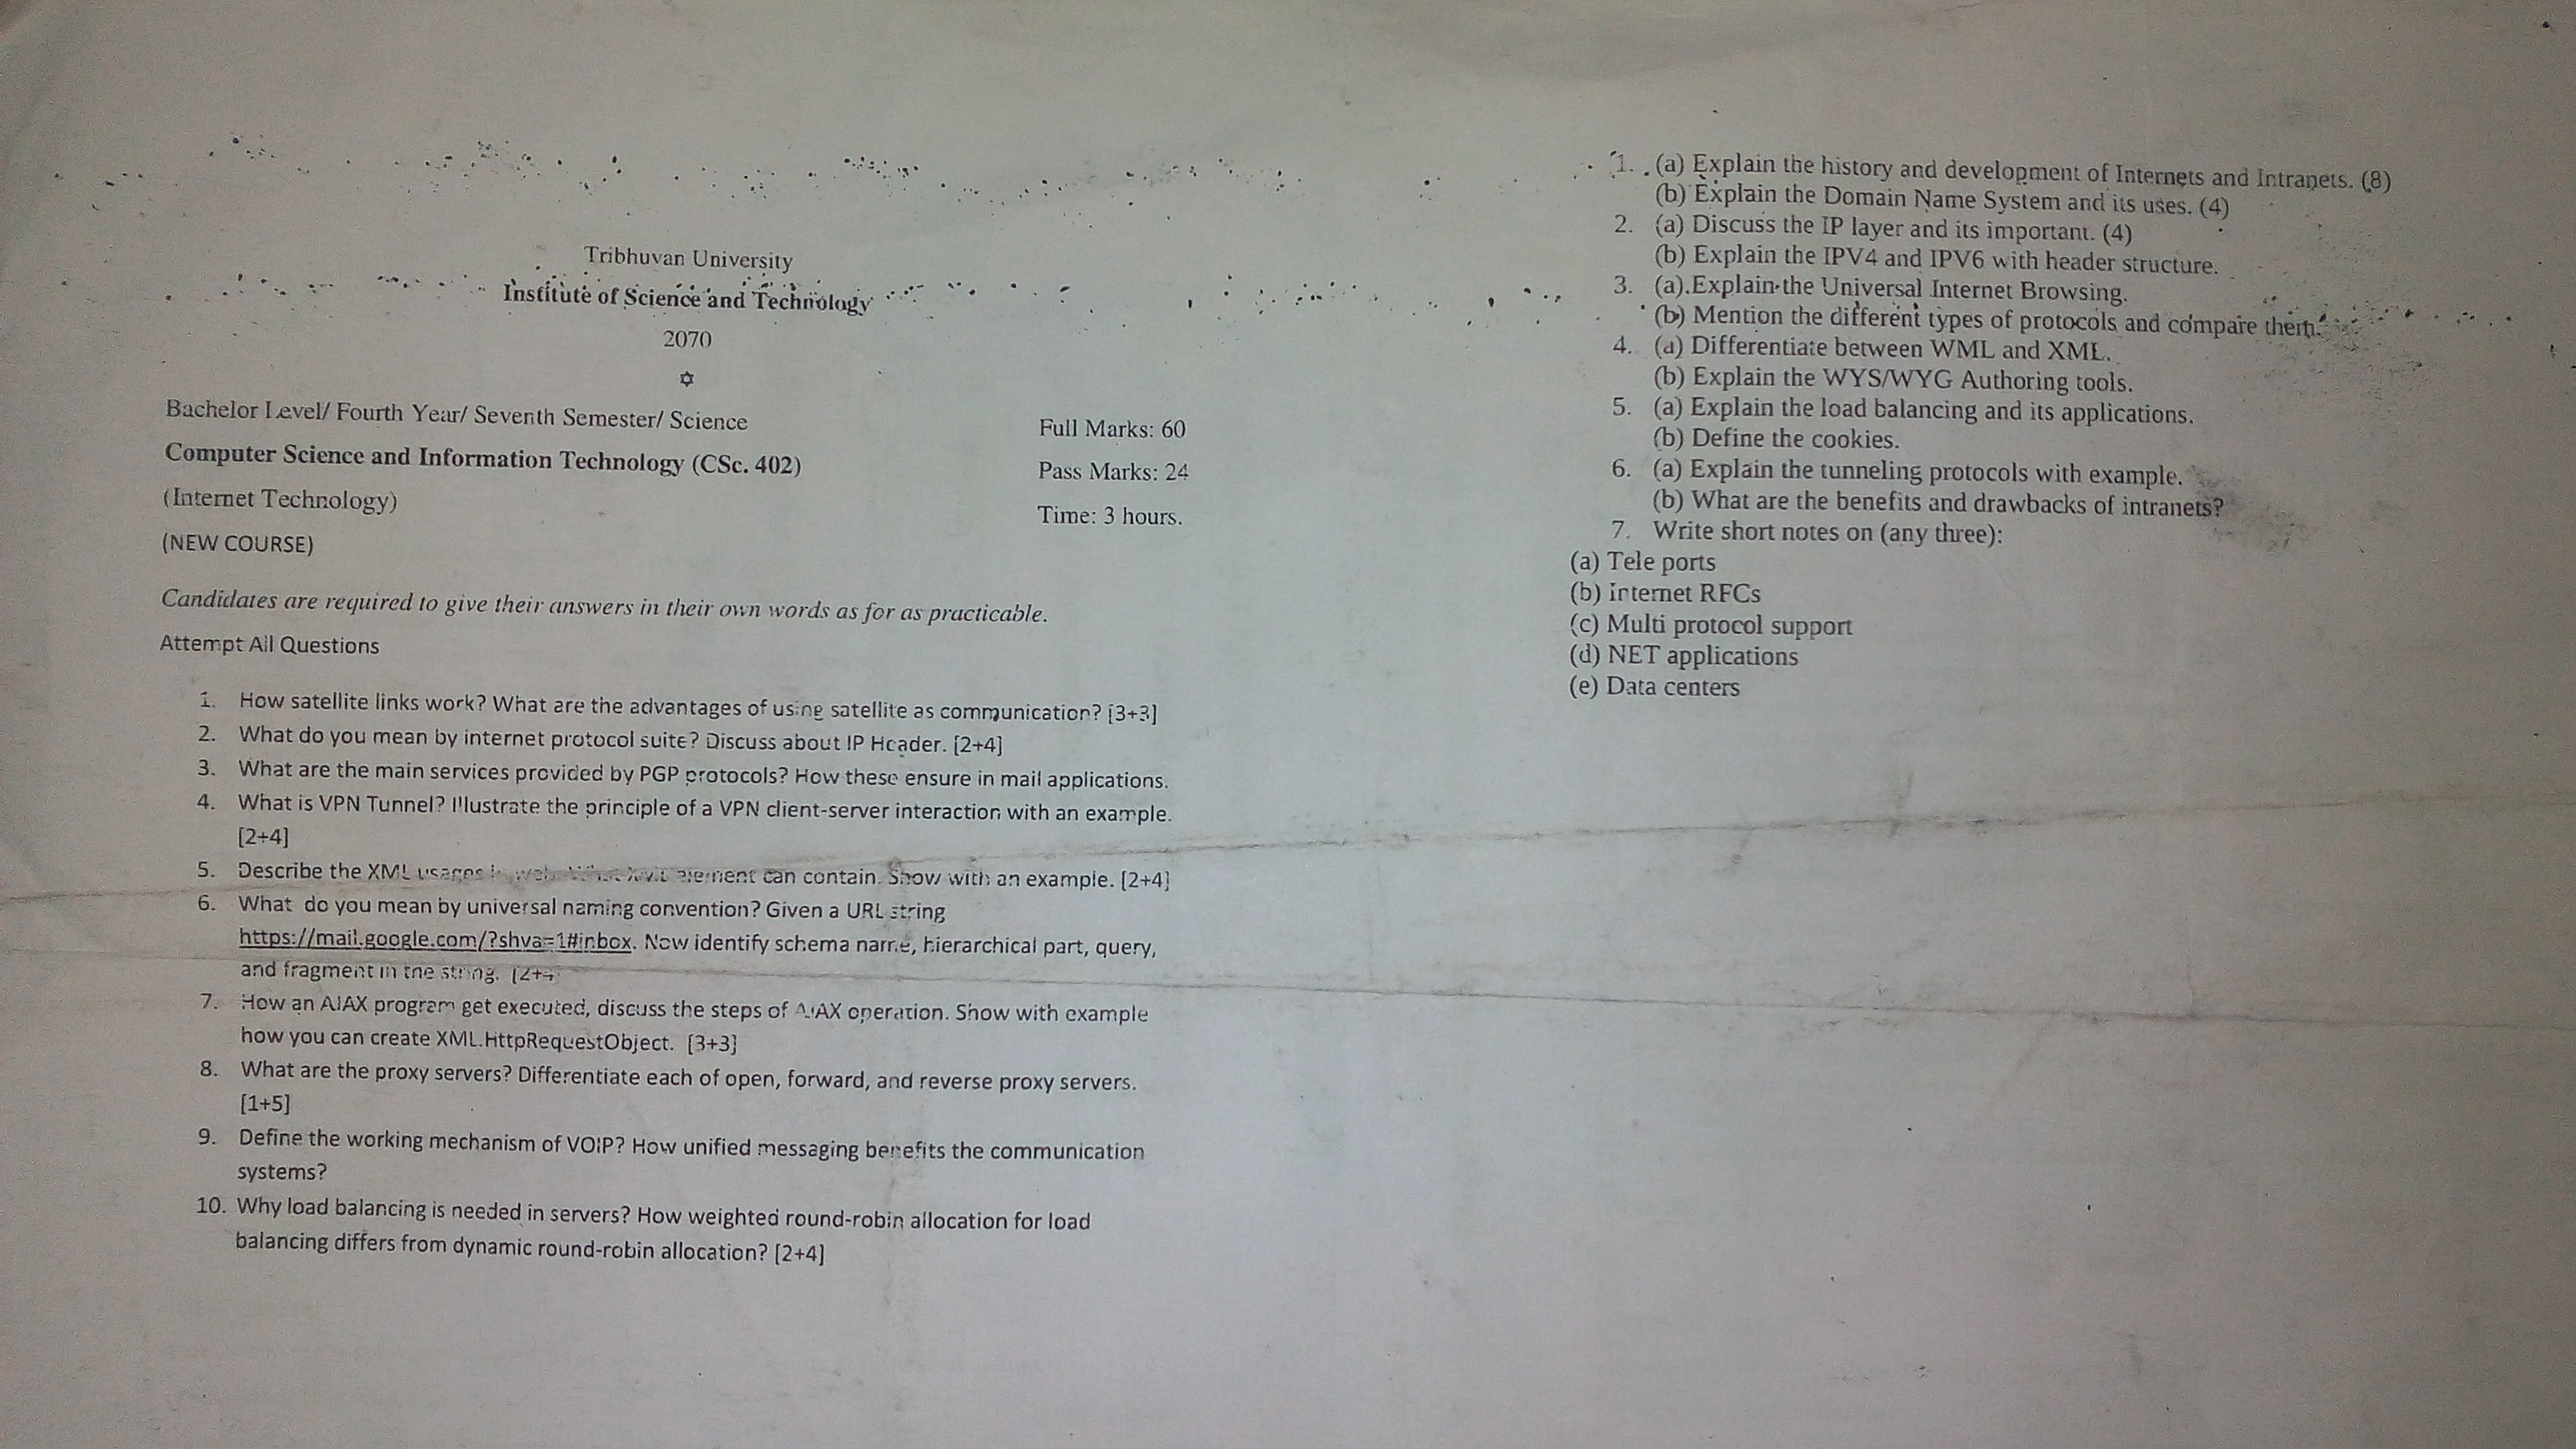 Tribhuvan University
Institute of Science and Technology
2070
Bachelor Level/ Fourth Year/ Seventh Semester/ Science
Full Marks: 60
Computer Science and Information Technology (CSc. 402)
Pass Marks: 24
(Internet Technology)
Time: 3 hours.
(NEW COURSE)
Candidates are required to give their answers in their own words as for as practicable.
Attempt All Questions
1. How satellite links work? What are the advantages of using satellite as communication? [3+3]
2. What do you mean by internet protocol suite? Discuss about IP Header. [2+4]
3. What are the main services provided by PGP protocols? How these ensure in mail applications.
4. What is VPN Tunnel? Illustrate the principle of a VPN client-server interaction with an example.
[2+4]
5. Describe the XML usages in web. What XML element can contain. Show with an example. [2+4]
6. What do you mean by universal naming convention? Given a URL string
https://mail.google.com/?shva=1#inbox. Now identify schema name, hierarchical part, query,
and fragment in the string. [2+4]
7. How an AJAX program get executed, discuss the steps of AJAX operation. Show with example
how you can create XML.HttpRequestObject. [3+3]
8. What are the proxy servers? Differentiate each of open, forward, and reverse proxy servers.
[1+5]
9. Define the working mechanism of VOIP? How unified messaging benefits the communication
systems?
10. Why load balancing is needed in servers? How weighted round-robin allocation for load
balancing differs from dynamic round-robin allocation? [2+4]
1. (a) Explain the history and development of Internets and Intranets. (8)
(b) Explain the Domain Name System and its uses. (4)
2. (a) Discuss the IP layer and its important. (4)
(b) Explain the IPV4 and IPV6 with header structure.
3. (a).Explain the Universal Internet Browsing.
(b) Mention the different types of protocols and compare them.
4. (a) Differentiate between WML and XML.
(b) Explain the WYS/WYG Authoring tools.
5. (a) Explain the load balancing and its applications.
(b) Define the cookies.
6. (a) Explain the tunneling protocols with example.
(b) What are the benefits and drawbacks of intranets?
7. Write short notes on (any three):
(a) Tele ports
(b) internet RFCs
(c) Multi protocol support
(d) NET applications
(e) Data centers